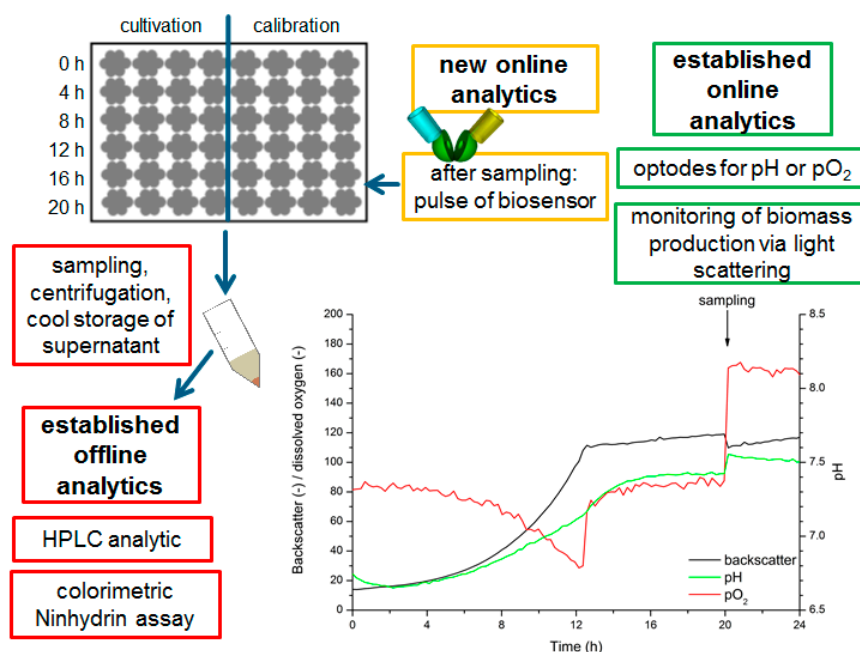 cultivation
calibration
0 h
4 h
8 h
12 h
16 h
20 h
new online
analytics
after sampling:
pulse of biosensor
established
online
analytics
optodes for pH or pO₂
monitoring of biomass
production via light
scattering
sampling,
centrifugation,
cool storage of
supernatant
established
offline
analytics
HPLC analytic
colorimetric
Ninhydrin assay
sampling
Backscatter (-) / dissolved oxygen (-)
200
180
160
140
120
100
80
60
40
20
0
8.5
8.0
7.5
7.0
6.5
pH
backscatter
pH
pO₂
0
4
8
12
16
20
24
Time (h)